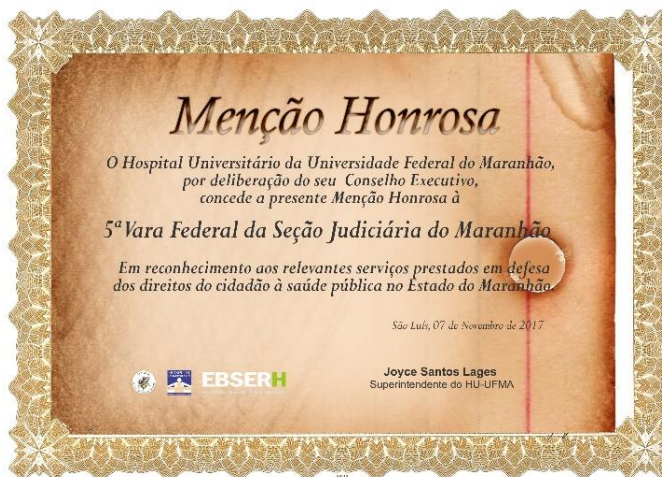 Menção Honrosa
O Hospital Universitário da Universidade Federal do Maranhão,
por deliberação do seu Conselho Executivo,
concede a presente Menção Honrosa à
5ª Vara Federal da Seção Judiciária do Maranhão
Em reconhecimento aos relevantes serviços prestados em defesa
dos direitos do cidadão à saúde pública no Estado do Maranhão.
São Luís, 07 de Novembro de 2017
EBSERH
Joyce Santos Lages
Superintendente do HU-UFMA